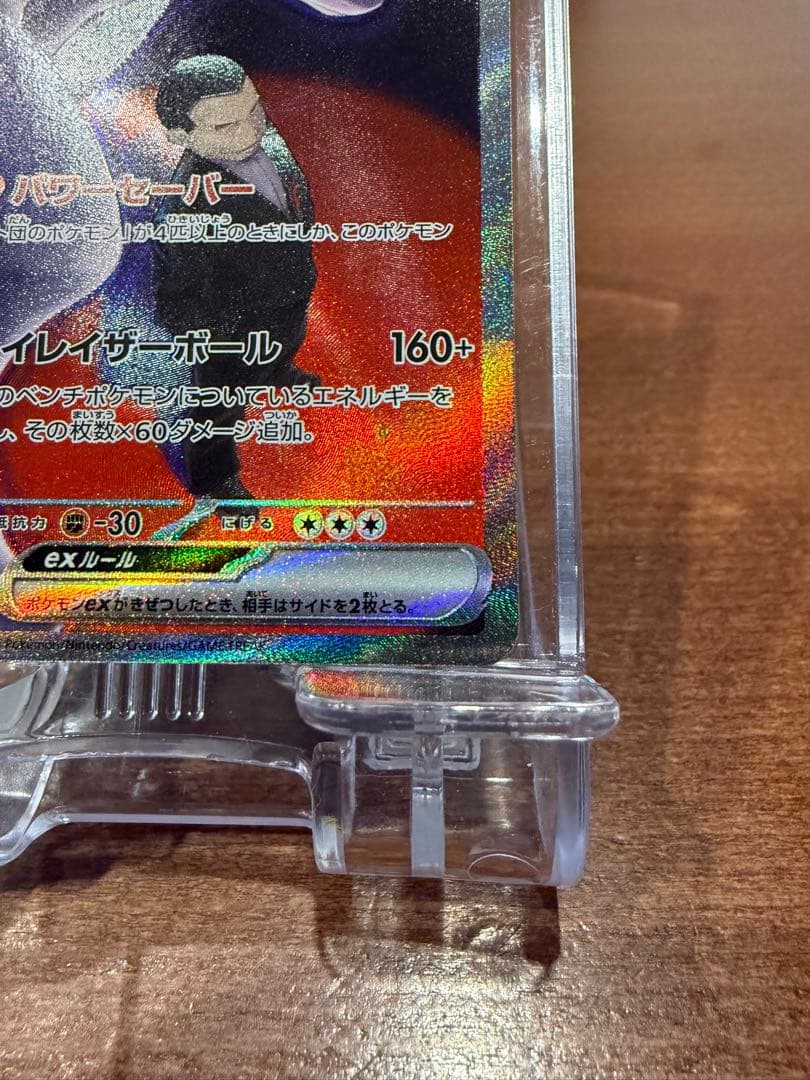 パワーセーバー
団のポケモン」が4匹以上のときにしか、このポケモン
イレイザーボール 160+
のベンチポケモンについているエネルギーを
、その枚数×60ダメージ追加。
抵抗力 -30 にげる
exルール
ポケモンexがきぜつしたとき、相手はサイドを2枚とる。
Pokémon/Nintendo/Creatures/GAME FREAK